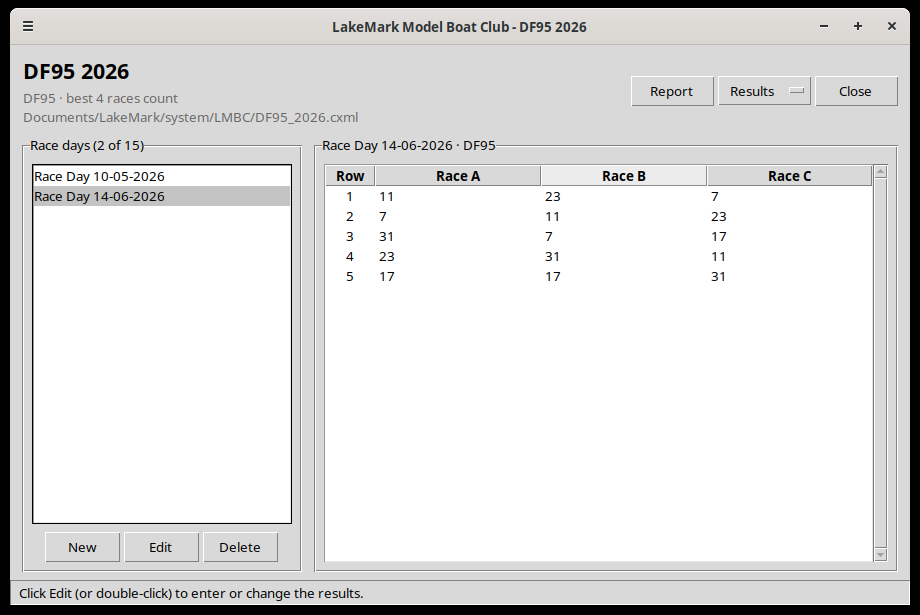 LakeMark Model Boat Club - DF95 2026
DF95 2026
DF95 · best 4 races count
Documents/LakeMark/system/LMBC/DF95_2026.cxml
Report Results Close
Race days (2 of 15)
Race Day 10-05-2026
Race Day 14-06-2026
New Edit Delete
Race Day 14-06-2026 · DF95
Row Race A Race B Race C
1 11 23 7
2 7 11 23
3 31 7 17
4 23 31 11
5 17 17 31
Click Edit (or double-click) to enter or change the results.